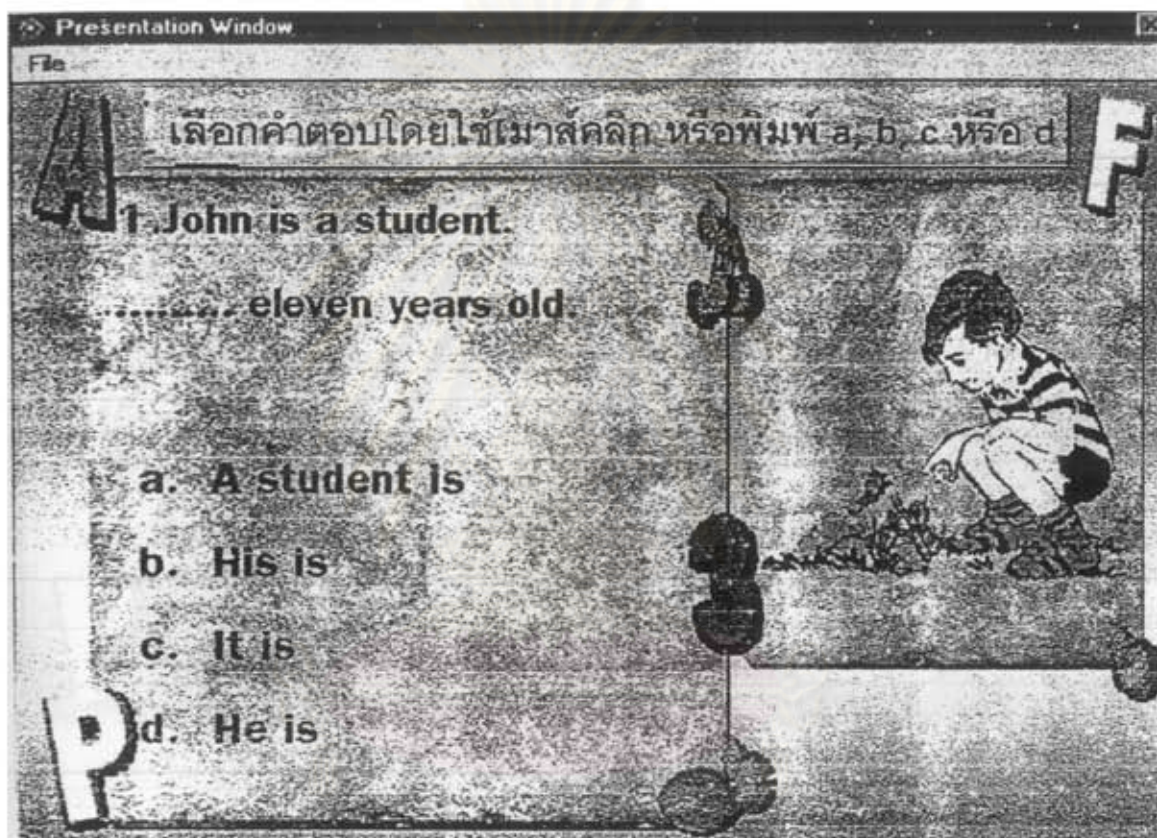 Presentation Window
File
เลือกคำตอบโดยใช้เมาส์คลิก หรือพิมพ์ a, b, c หรือ d
A
F
1.John is a student.
........... eleven years old.
a. A student is
b. His is
c. It is
d. He is
P